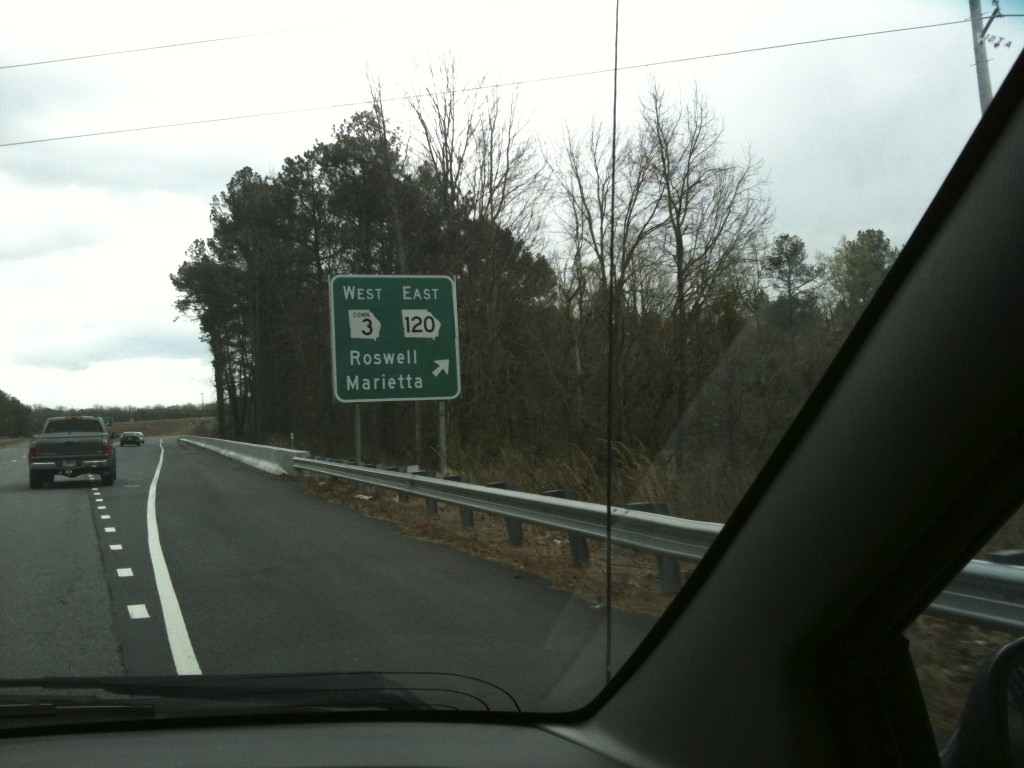 WEST EAST
CONN 3 120
Roswell
Marietta